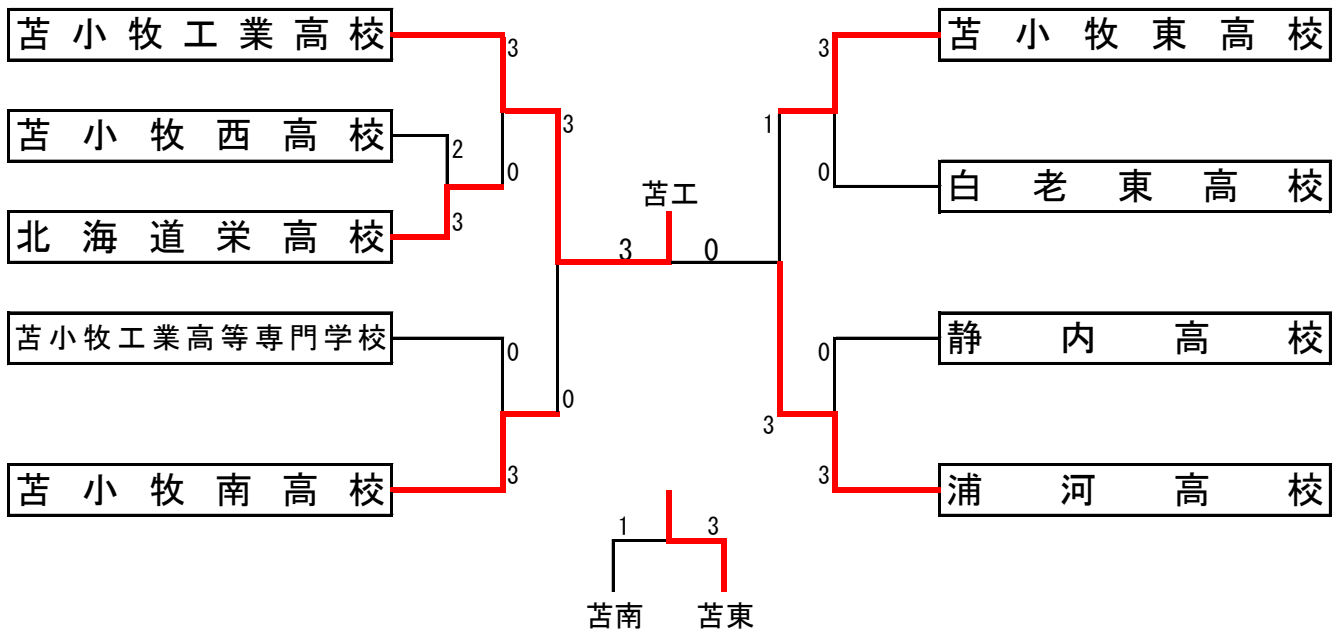 苫小牧工業高校
苫小牧東高校
3
3
苫小牧西高校
3
1
2
0
0
白老東高校
苫工
北海道栄高校
3
3
0
苫小牧工業高等専門学校
0
0
静内高校
0
3
苫小牧南高校
3
3
浦河高校
1
3
苫南
苫東